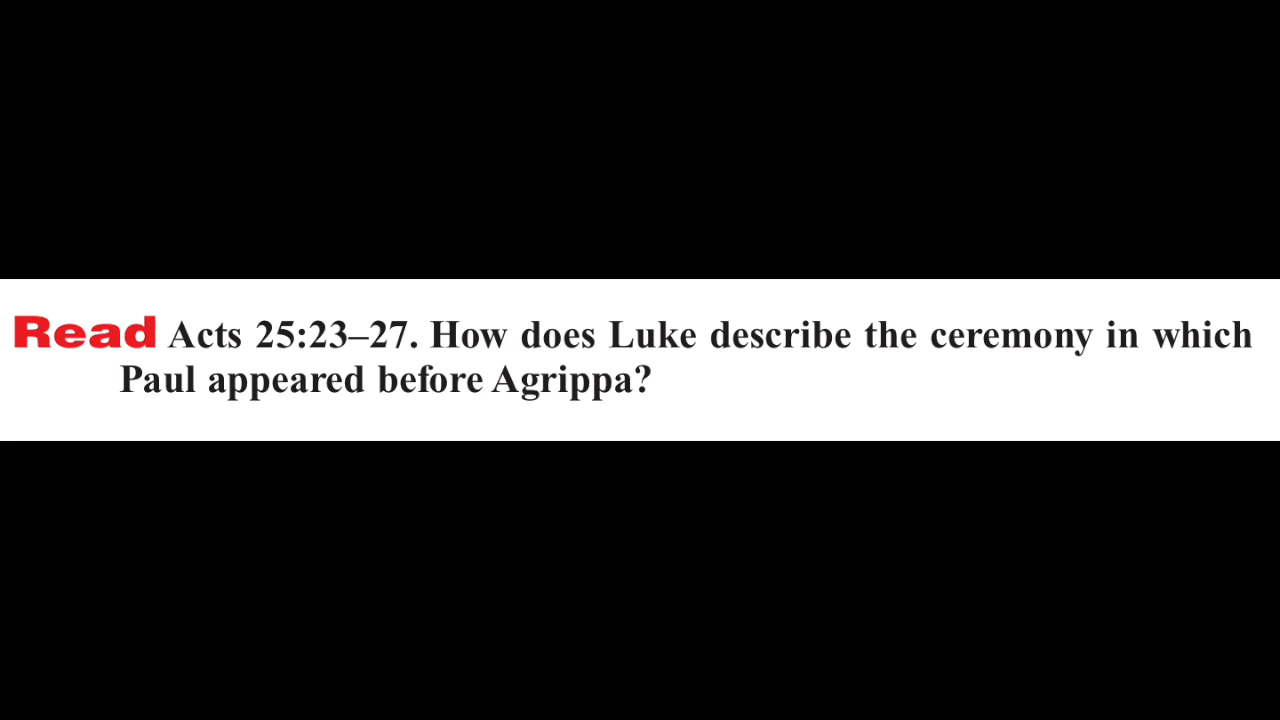 Read Acts 25:23–27. How does Luke describe the ceremony in which
Paul appeared before Agrippa?